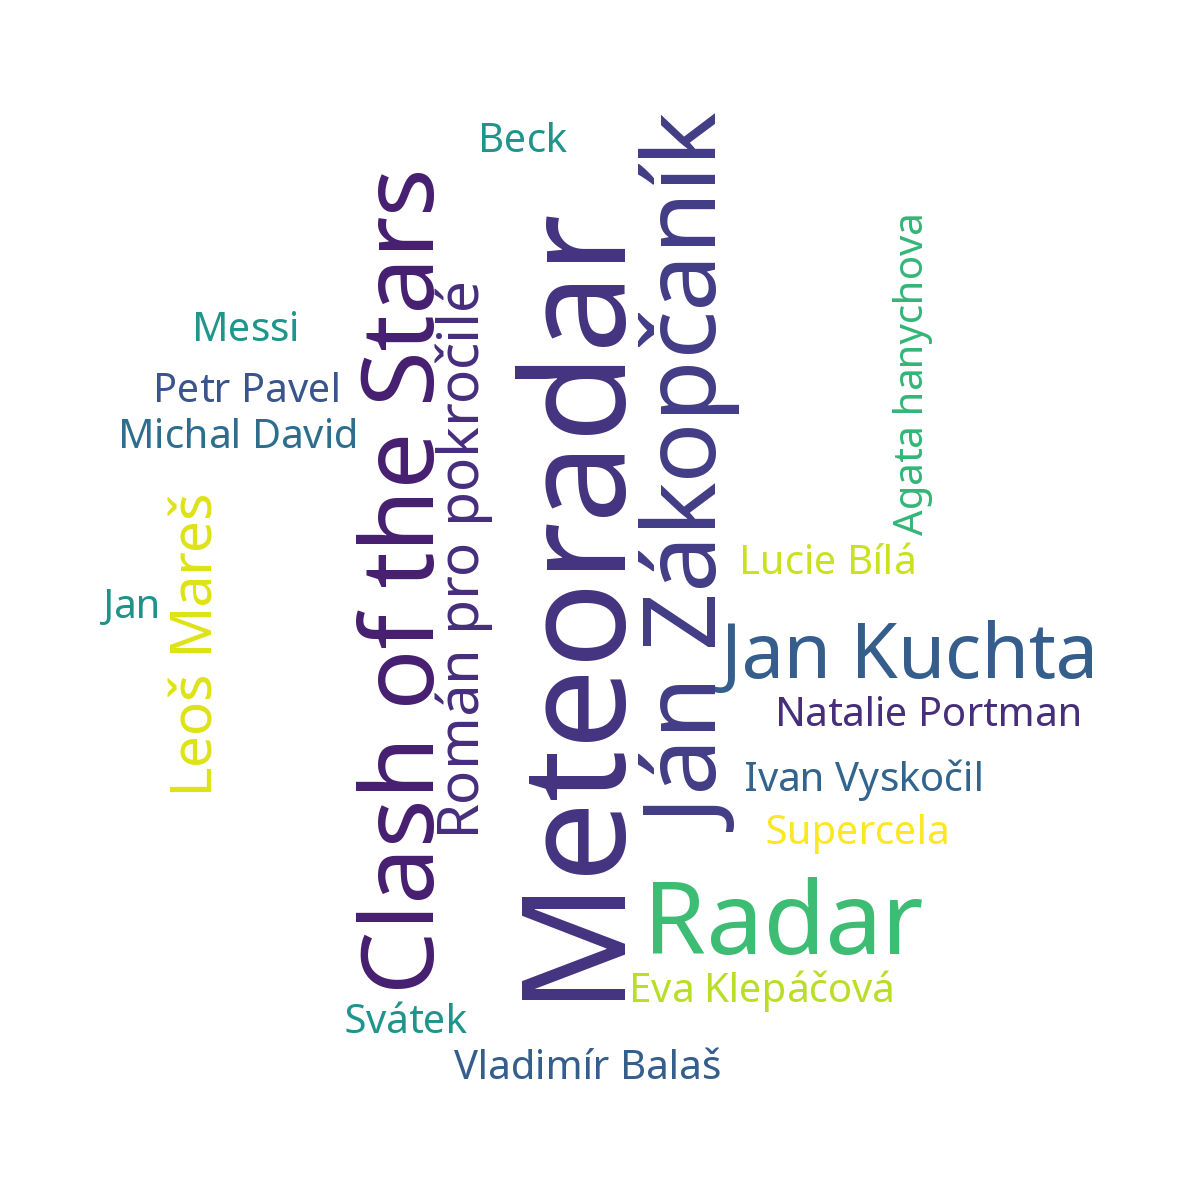 Beck
Clash of the Stars
Román pro pokročilé
Meteoradar
Ján Zákopčaník
Agata hanychova
Messi
Petr Pavel
Michal David
Leoš Mareš
Jan
Lucie Bílá
Jan Kuchta
Natalie Portman
Ivan Vyskočil
Supercela
Radar
Eva Klepáčová
Svátek
Vladimír Balaš